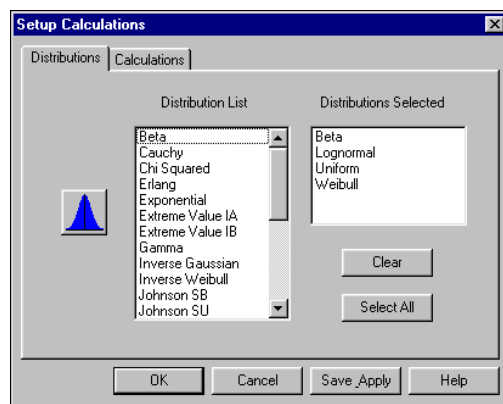 Setup Calculations
Distributions
Calculations
Distribution List
Distributions Selected
Beta
Cauchy
Chi Squared
Erlang
Exponential
Extreme Value IA
Extreme Value IB
Gamma
Inverse Gaussian
Inverse Weibull
Johnson SB
Johnson SU
Beta
Lognormal
Uniform
Weibull
Clear
Select All
OK
Cancel
Save_Apply
Help